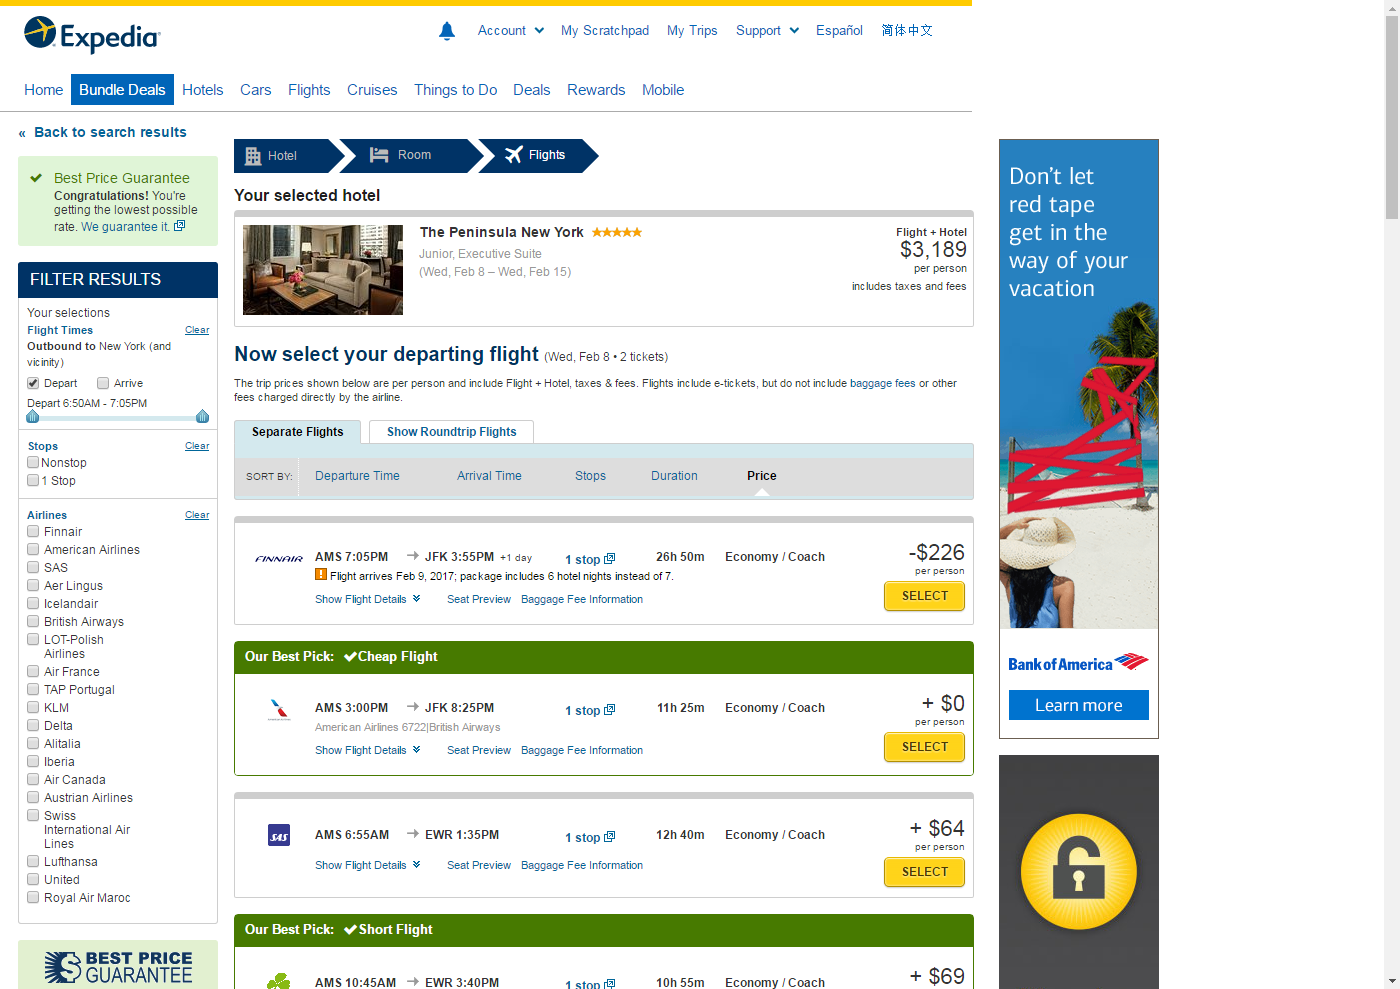 Expedia
Account
My Scratchpad
My Trips
Support
Español
简体中文
Home
Bundle Deals
Hotels
Cars
Flights
Cruises
Things to Do
Deals
Rewards
Mobile
« Back to search results
Best Price Guarantee
Congratulations! You're
getting the lowest possible
rate. We guarantee it.
FILTER RESULTS
Your selections
Flight Times Clear
Outbound to New York (and
vicinity)
Depart Arrive
Depart 6:50AM - 7:05PM
Stops Clear
Nonstop
1 Stop
Airlines Clear
Finnair
American Airlines
SAS
Aer Lingus
Icelandair
British Airways
LOT-Polish
Airlines
Air France
TAP Portugal
KLM
Delta
Alitalia
Iberia
Air Canada
Austrian Airlines
Swiss
International Air
Lines
Lufthansa
United
Royal Air Maroc
BEST PRICE
GUARANTEE
Hotel
Room
Flights
Your selected hotel
The Peninsula New York
Junior, Executive Suite
(Wed, Feb 8 – Wed, Feb 15)
Flight + Hotel
$3,189
per person
includes taxes and fees
Now select your departing flight (Wed, Feb 8 • 2 tickets)
The trip prices shown below are per person and include Flight + Hotel, taxes & fees. Flights include e-tickets, but do not include baggage fees or other
fees charged directly by the airline.
Separate Flights
Show Roundtrip Flights
SORT BY: Departure Time Arrival Time Stops Duration Price
FINNAIR AMS 7:05PM JFK 3:55PM +1 day 1 stop 26h 50m Economy / Coach -$226
per person
Flight arrives Feb 9, 2017; package includes 6 hotel nights instead of 7.
Show Flight Details Seat Preview Baggage Fee Information SELECT
Our Best Pick: Cheap Flight
AMS 3:00PM JFK 8:25PM 1 stop 11h 25m Economy / Coach + $0
per person
American Airlines 6722|British Airways
Show Flight Details Seat Preview Baggage Fee Information SELECT
SAS AMS 6:55AM EWR 1:35PM 1 stop 12h 40m Economy / Coach + $64
per person
Show Flight Details Seat Preview Baggage Fee Information SELECT
Our Best Pick: Short Flight
AMS 10:45AM EWR 3:40PM 1 stop 10h 55m Economy / Coach + $69
Don't let
red tape
get in the
way of your
vacation
Bank of America
Learn more